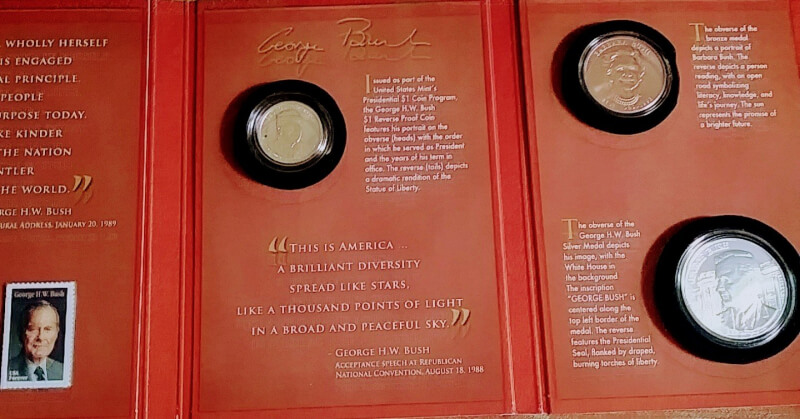 WHOLLY HERSELF
IS ENGAGED
AL PRINCIPLE.
PEOPLE
RPOSE TODAY.
KE KINDER
THE NATION
NTLER
THE WORLD.”
RGE H.W. BUSH
URAL ADDRESS, JANUARY 20, 1989
George H.W. Bush
USA
Forever
George Bush
Issued as part of the
United States Mint's
Presidential $1 Coin Program,
the George H.W. Bush
$1 Reverse Proof Coin
features his portrait on the
obverse (heads) with the order
in which he served as President
and the years of his term in
office. The reverse (tails) depicts
a dramatic rendition of the
Statue of Liberty.
“THIS IS AMERICA ...
A BRILLIANT DIVERSITY
SPREAD LIKE STARS,
LIKE A THOUSAND POINTS OF LIGHT
IN A BROAD AND PEACEFUL SKY.”
- GEORGE H.W. BUSH
ACCEPTANCE SPEECH AT REPUBLICAN
NATIONAL CONVENTION, AUGUST 18, 1988
BARBARA BUSH
The obverse of the
bronze medal
depicts a portrait of
Barbara Bush. The
reverse depicts a person
reading, with an open
road symbolizing
literacy, knowledge, and
life's journey. The sun
represents the promise of
a brighter future.
The obverse of the
George H.W. Bush
Silver Medal depicts
his image, with the
White House in
the background.
The inscription
“GEORGE BUSH” is
centered along the
top left border of the
medal. The reverse
features the Presidential
Seal, flanked by draped,
burning torches of liberty.
GEORGE BUSH